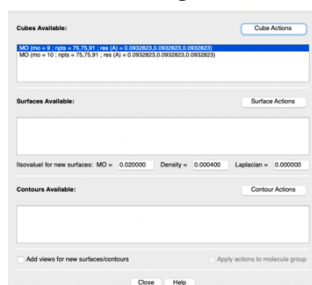 Cubes Available:
Cube Actions
MO (mo = 9 ; npts = 75,75,91 ; res (A) = 0.0932823,0.0932823,0.0932823)
MO (mo = 10 ; npts = 75,75,91 ; res (A) = 0.0932823,0.0932823,0.0932823)
Surfaces Available:
Surface Actions
Isovaluel for new surfaces: MO = 0.020000 Density = 0.000400 Laplacian = 0.000000
Contours Available:
Contour Actions
Add views for new surfaces/contours
Apply actions to molecule group
Close Help